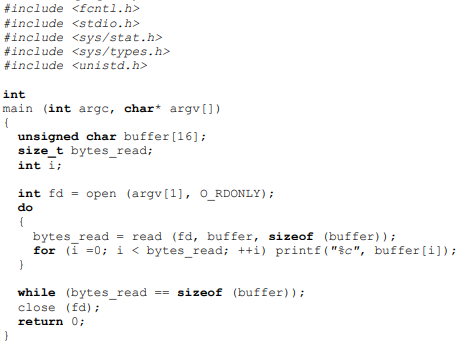 #include <fcntl.h>
#include <stdio.h>
#include <sys/stat.h>
#include <sys/types.h>
#include <unistd.h>
int
main (int argc, char* argv[])
{
unsigned char buffer[16];
size_t bytes_read;
int i;
int fd = open (argv[1], O_RDONLY);
do
{
bytes_read = read (fd, buffer, sizeof (buffer));
for (i =0; i < bytes_read; ++i) printf("%c", buffer[i]);
}
while (bytes_read == sizeof (buffer));
close (fd);
return 0;
}